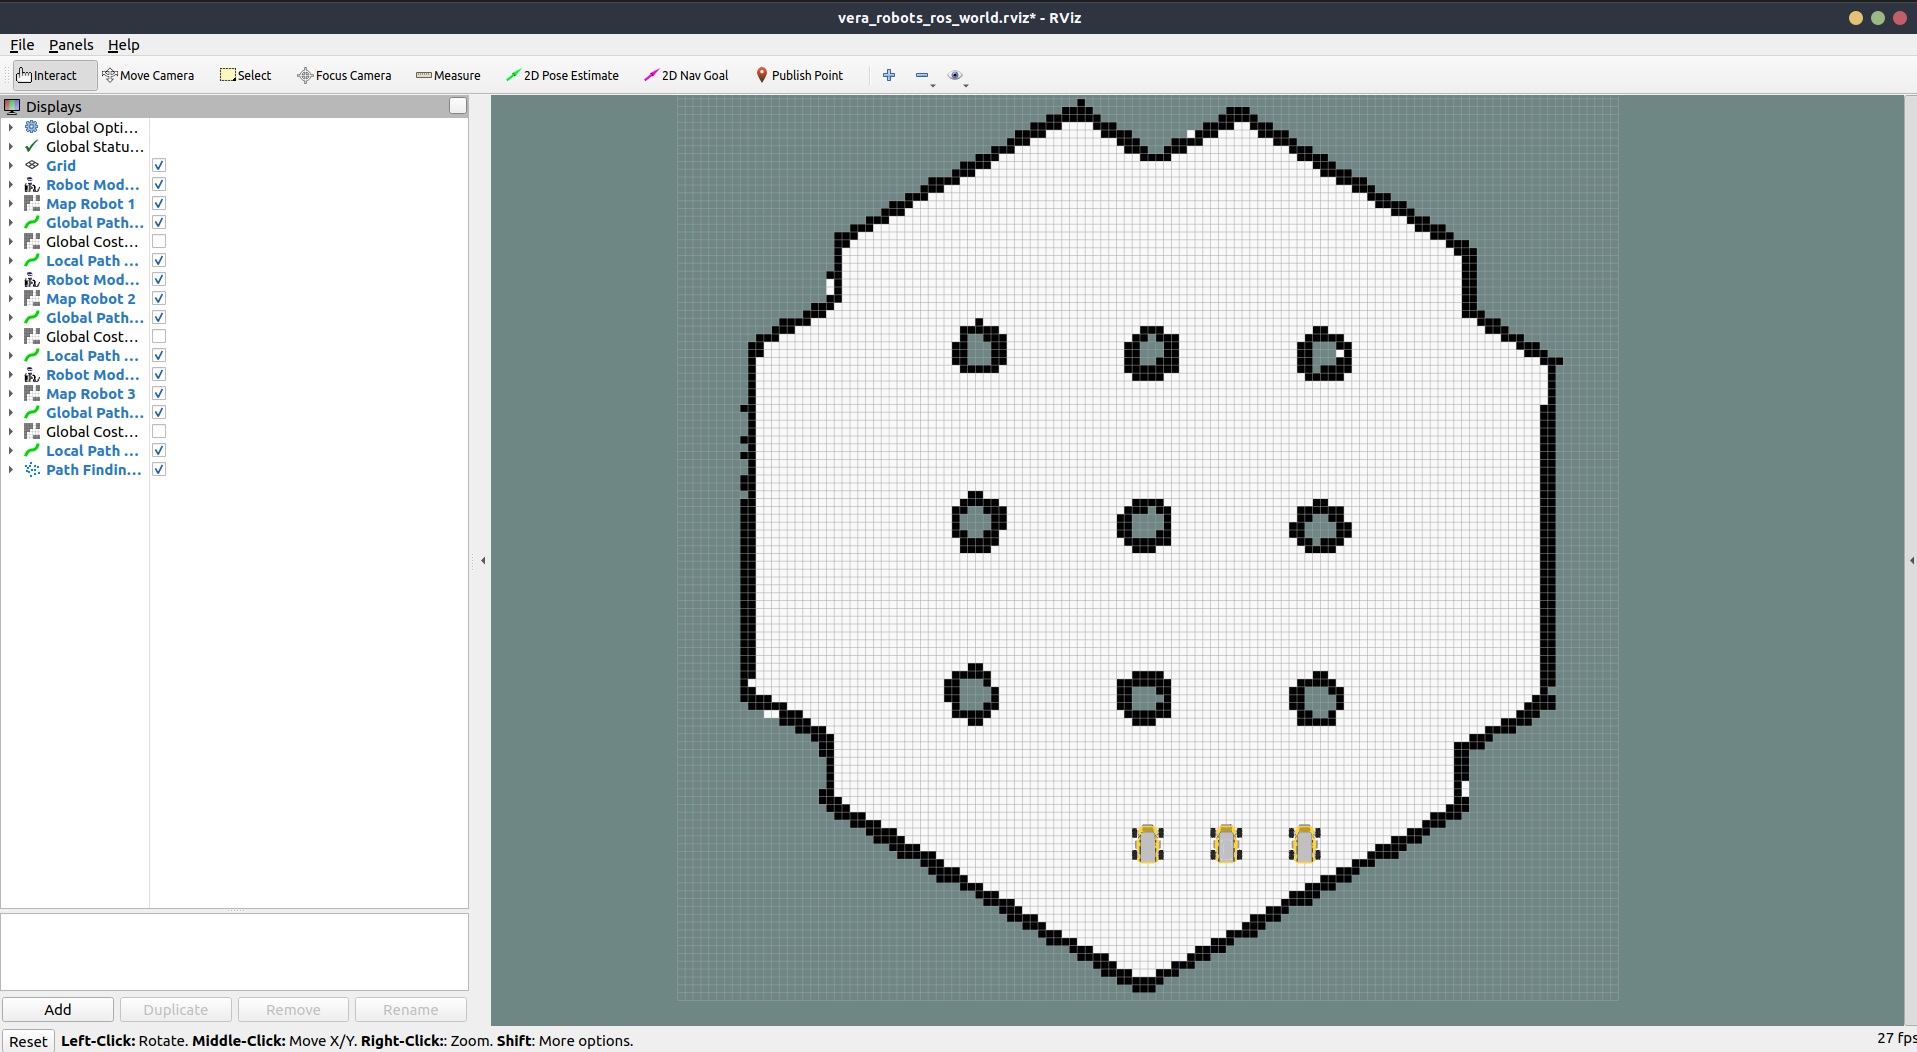 vera_robots_ros_world.rviz* - RViz
File Panels Help
Interact Move Camera Select Focus Camera Measure 2D Pose Estimate 2D Nav Goal Publish Point
Displays
Global Opti...
Global Statu...
Grid
Robot Mod...
Map Robot 1
Global Path...
Global Cost...
Local Path ...
Robot Mod...
Map Robot 2
Global Path...
Global Cost...
Local Path ...
Robot Mod...
Map Robot 3
Global Path...
Global Cost...
Local Path ...
Path Findin...
Add Duplicate Remove Rename
Reset Left-Click: Rotate. Middle-Click: Move X/Y. Right-Click:: Zoom. Shift: More options. 27 fps